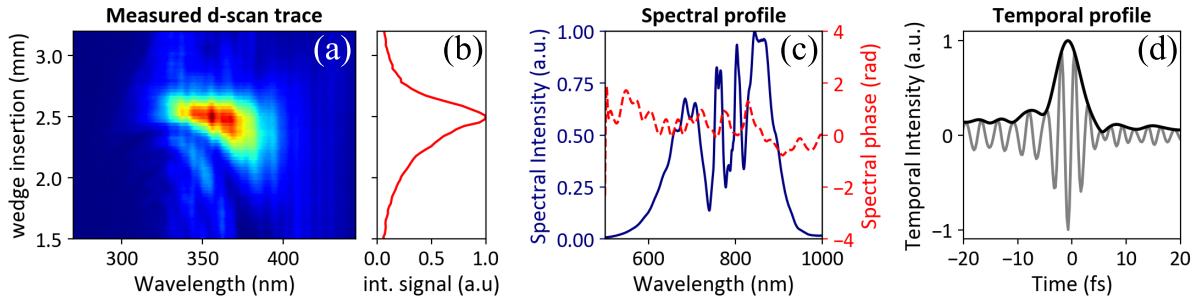 Measured d-scan trace
(a)
wedge insertion (mm)
3.0
2.5
2.0
1.5
300
350
400
Wavelength (nm)
(b)
0
0.5
1.0
int. signal (a.u)
Spectral profile
(c)
Spectral Intensity (a.u.)
1.00
0.75
0.50
0.25
0.00
600
800
1000
Wavelength (nm)
4
2
0
−2
−4
Spectral phase (rad)
Temporal profile
(d)
Temporal Intensity (a.u.)
1
0
−1
−20
−10
0
10
20
Time (fs)